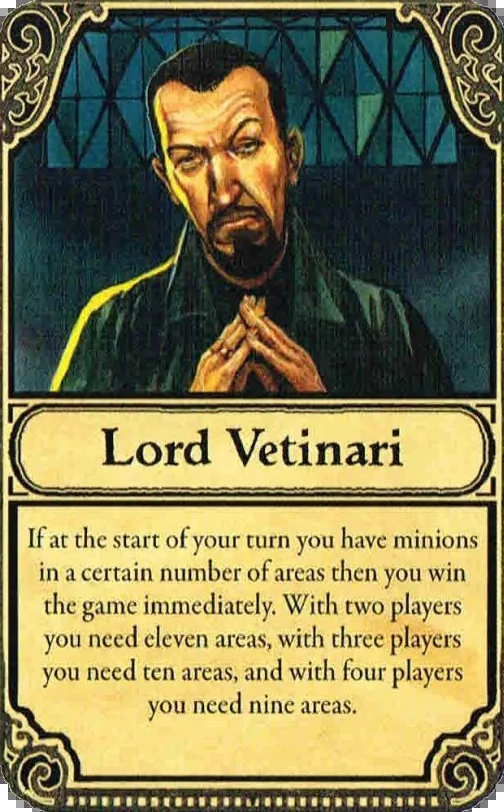 Lord Vetinari
If at the start of your turn you have minions
in a certain number of areas then you win
the game immediately. With two players
you need eleven areas, with three players
you need ten areas, and with four players
you need nine areas.